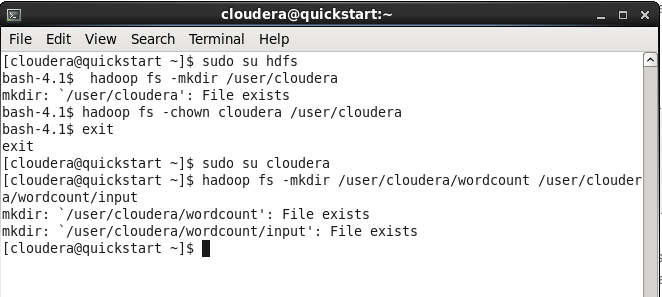 cloudera@quickstart:~
File Edit View Search Terminal Help
[cloudera@quickstart ~]$ sudo su hdfs
bash-4.1$  hadoop fs -mkdir /user/cloudera
mkdir: `/user/cloudera': File exists
bash-4.1$ hadoop fs -chown cloudera /user/cloudera
bash-4.1$ exit
exit
[cloudera@quickstart ~]$ sudo su cloudera
[cloudera@quickstart ~]$ hadoop fs -mkdir /user/cloudera/wordcount /user/clouder
a/wordcount/input
mkdir: `/user/cloudera/wordcount': File exists
mkdir: `/user/cloudera/wordcount/input': File exists
[cloudera@quickstart ~]$